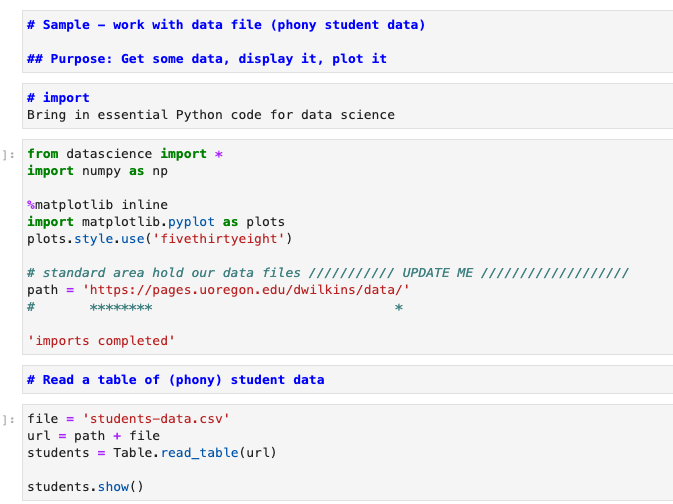 # Sample - work with data file (phony student data)
## Purpose: Get some data, display it, plot it
# import
Bring in essential Python code for data science
]: from datascience import *
import numpy as np
%matplotlib inline
import matplotlib.pyplot as plots
plots.style.use('fivethirtyeight')
# standard area hold our data files /////////// UPDATE ME ///////////////////
path = 'https://pages.uoregon.edu/dwilkins/data/'
#       ********                               *
'imports completed'
# Read a table of (phony) student data
]: file = 'students-data.csv'
url = path + file
students = Table.read_table(url)
students.show()